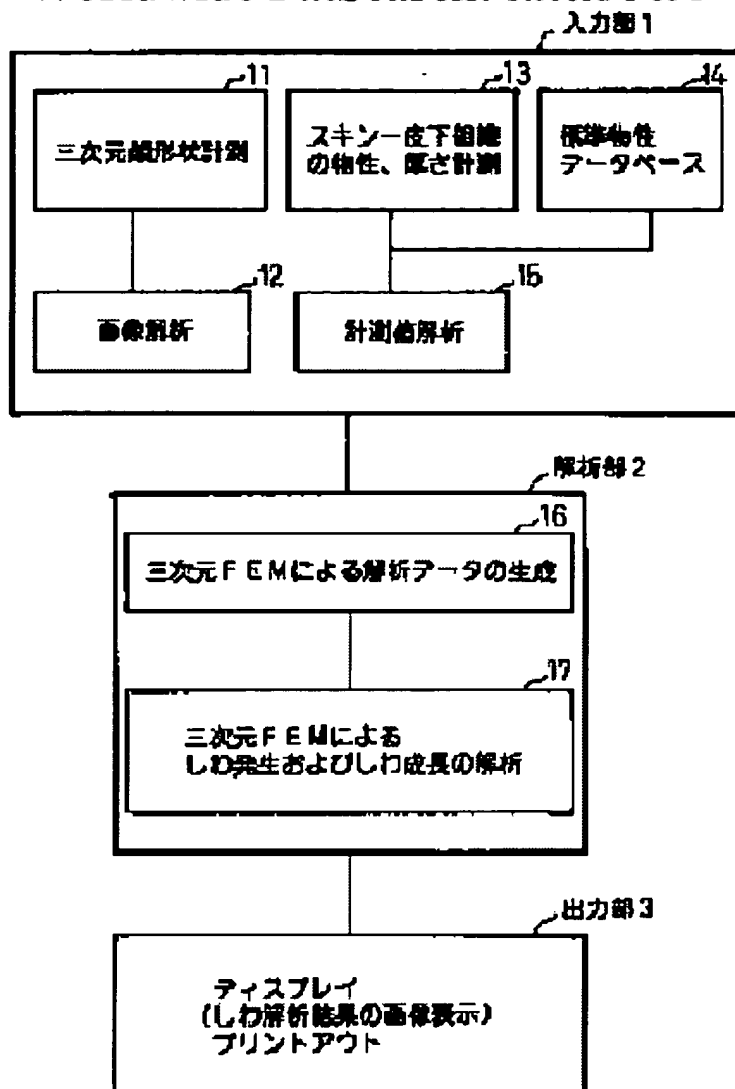 入力部1
11
三次元顔形状計測
13
スキン－皮下組織
の物性、厚さ計測
14
標準物性
データベース
12
画像解析
15
計測値解析
解析部2
16
三次元FEMによる解析データの生成
17
三次元FEMによる
しわ発生およびしわ成長の解析
出力部3
ディスプレイ
(しわ解析結果の画像表示)
プリントアウト